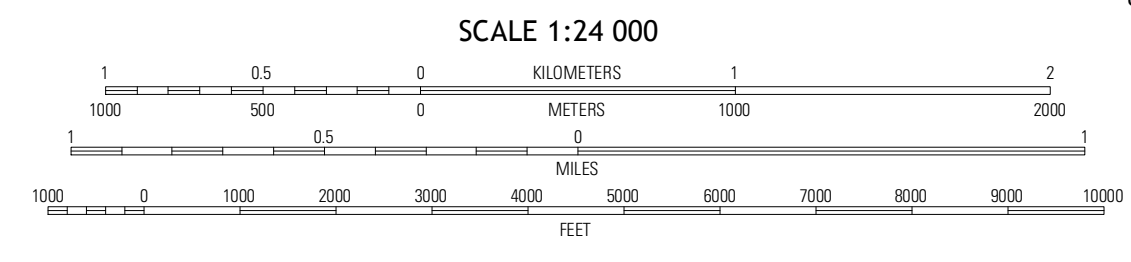 SCALE 1:24 000
1 0.5 0 KILOMETERS 1 2
1000 500 0 METERS 1000 2000
1 0.5 0 1
MILES
1000 0 1000 2000 3000 4000 5000 6000 7000 8000 9000 10000
FEET